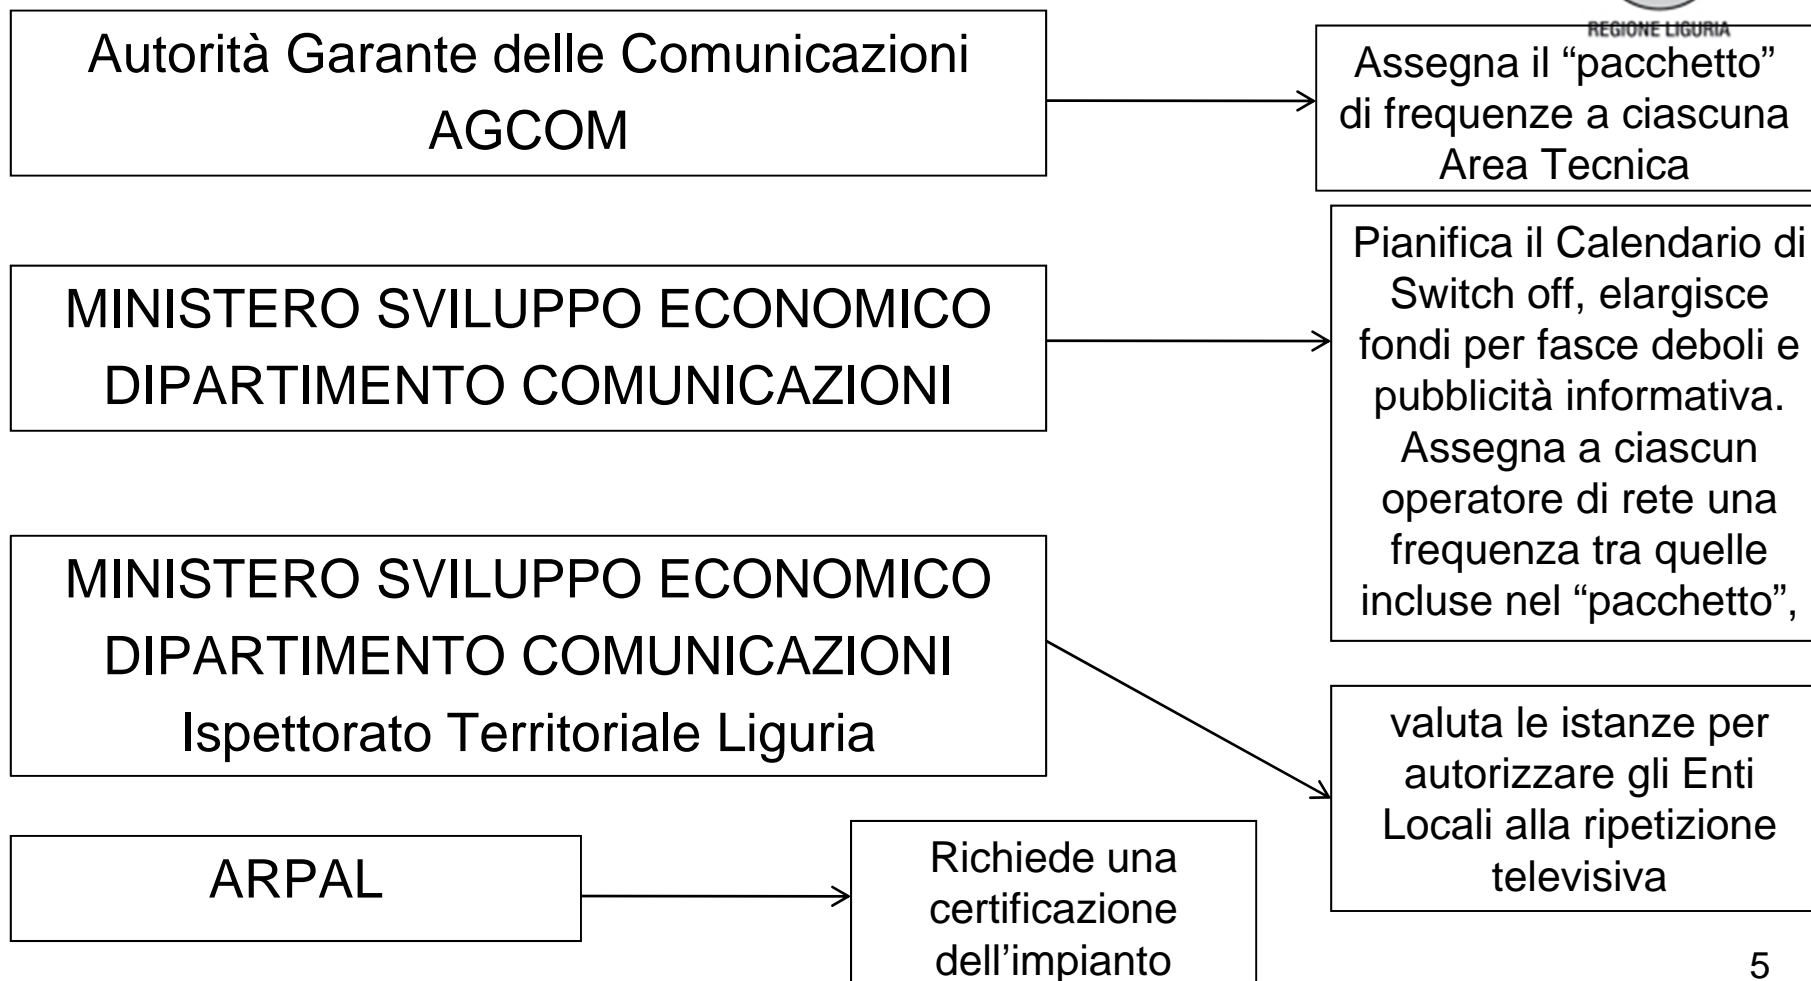 REGIONE LIGURIA
Autorità Garante delle Comunicazioni
AGCOM
Assegna il “pacchetto”
di frequenze a ciascuna
Area Tecnica
MINISTERO SVILUPPO ECONOMICO
DIPARTIMENTO COMUNICAZIONI
Pianifica il Calendario di
Switch off, elargisce
fondi per fasce deboli e
pubblicità informativa.
Assegna a ciascun
operatore di rete una
frequenza tra quelle
incluse nel “pacchetto”,
MINISTERO SVILUPPO ECONOMICO
DIPARTIMENTO COMUNICAZIONI
Ispettorato Territoriale Liguria
valuta le istanze per
autorizzare gli Enti
Locali alla ripetizione
televisiva
ARPAL
Richiede una
certificazione
dell’impianto
5